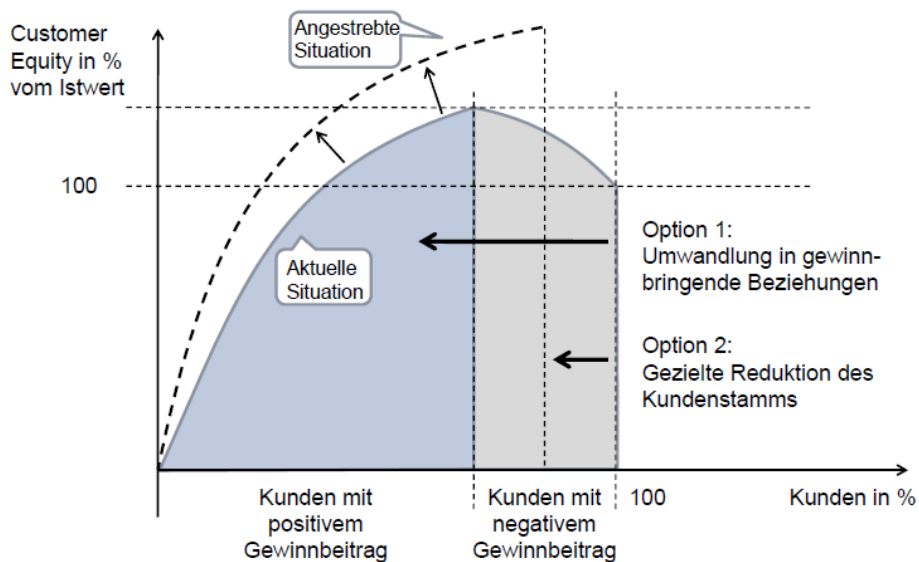 Customer
Equity in %
vom Istwert
Angestrebte
Situation
100
Aktuelle
Situation
Option 1:
Umwandlung in gewinn-
bringende Beziehungen
Option 2:
Gezielte Reduktion des
Kundenstamms
Kunden mit
positivem
Gewinnbeitrag
Kunden mit
negativem
Gewinnbeitrag
100
Kunden in %